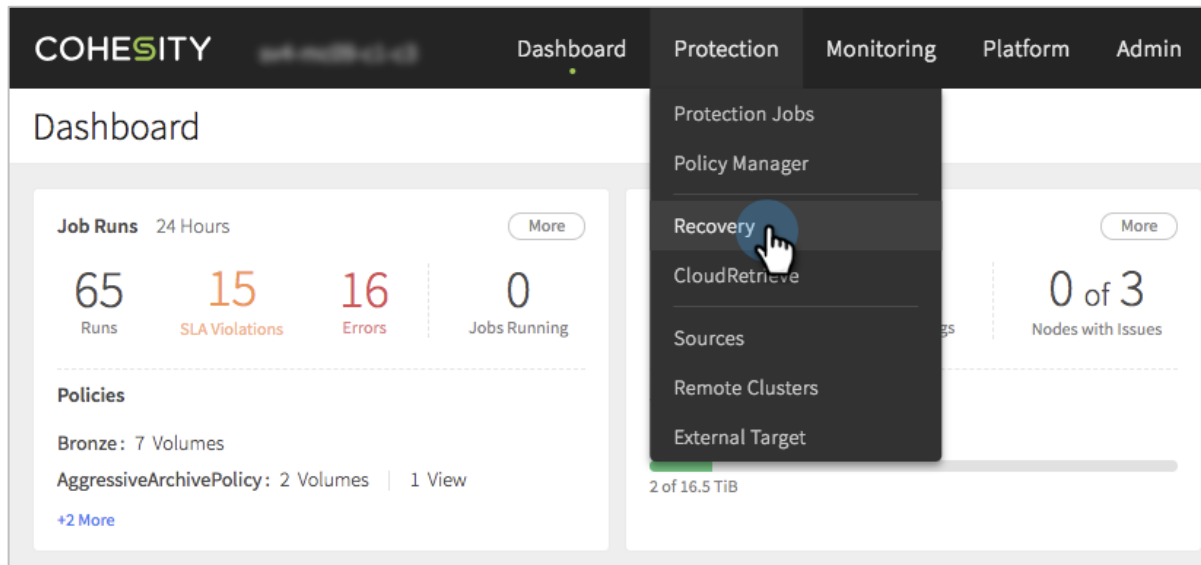 COHESITY Dashboard Protection Monitoring Platform Admin
Dashboard
Protection Jobs
Policy Manager
Recovery
CloudRetrieve
Sources
Remote Clusters
External Target
Job Runs 24 Hours More
65 15 16 0
Runs SLA Violations Errors Jobs Running
Policies
Bronze: 7 Volumes
AggressiveArchivePolicy: 2 Volumes 1 View
+2 More
More
0 of 3
Nodes with Issues
2 of 16.5 TiB